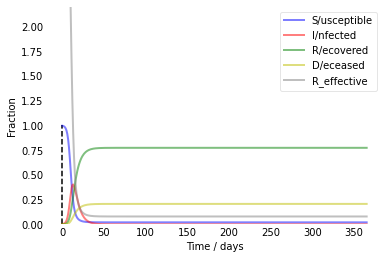 2.00
1.75
1.50
1.25
1.00
0.75
0.50
0.25
0.00
Fraction
0 50 100 150 200 250 300 350
Time / days
S/usceptible
I/nfected
R/ecovered
D/eceased
R_effective